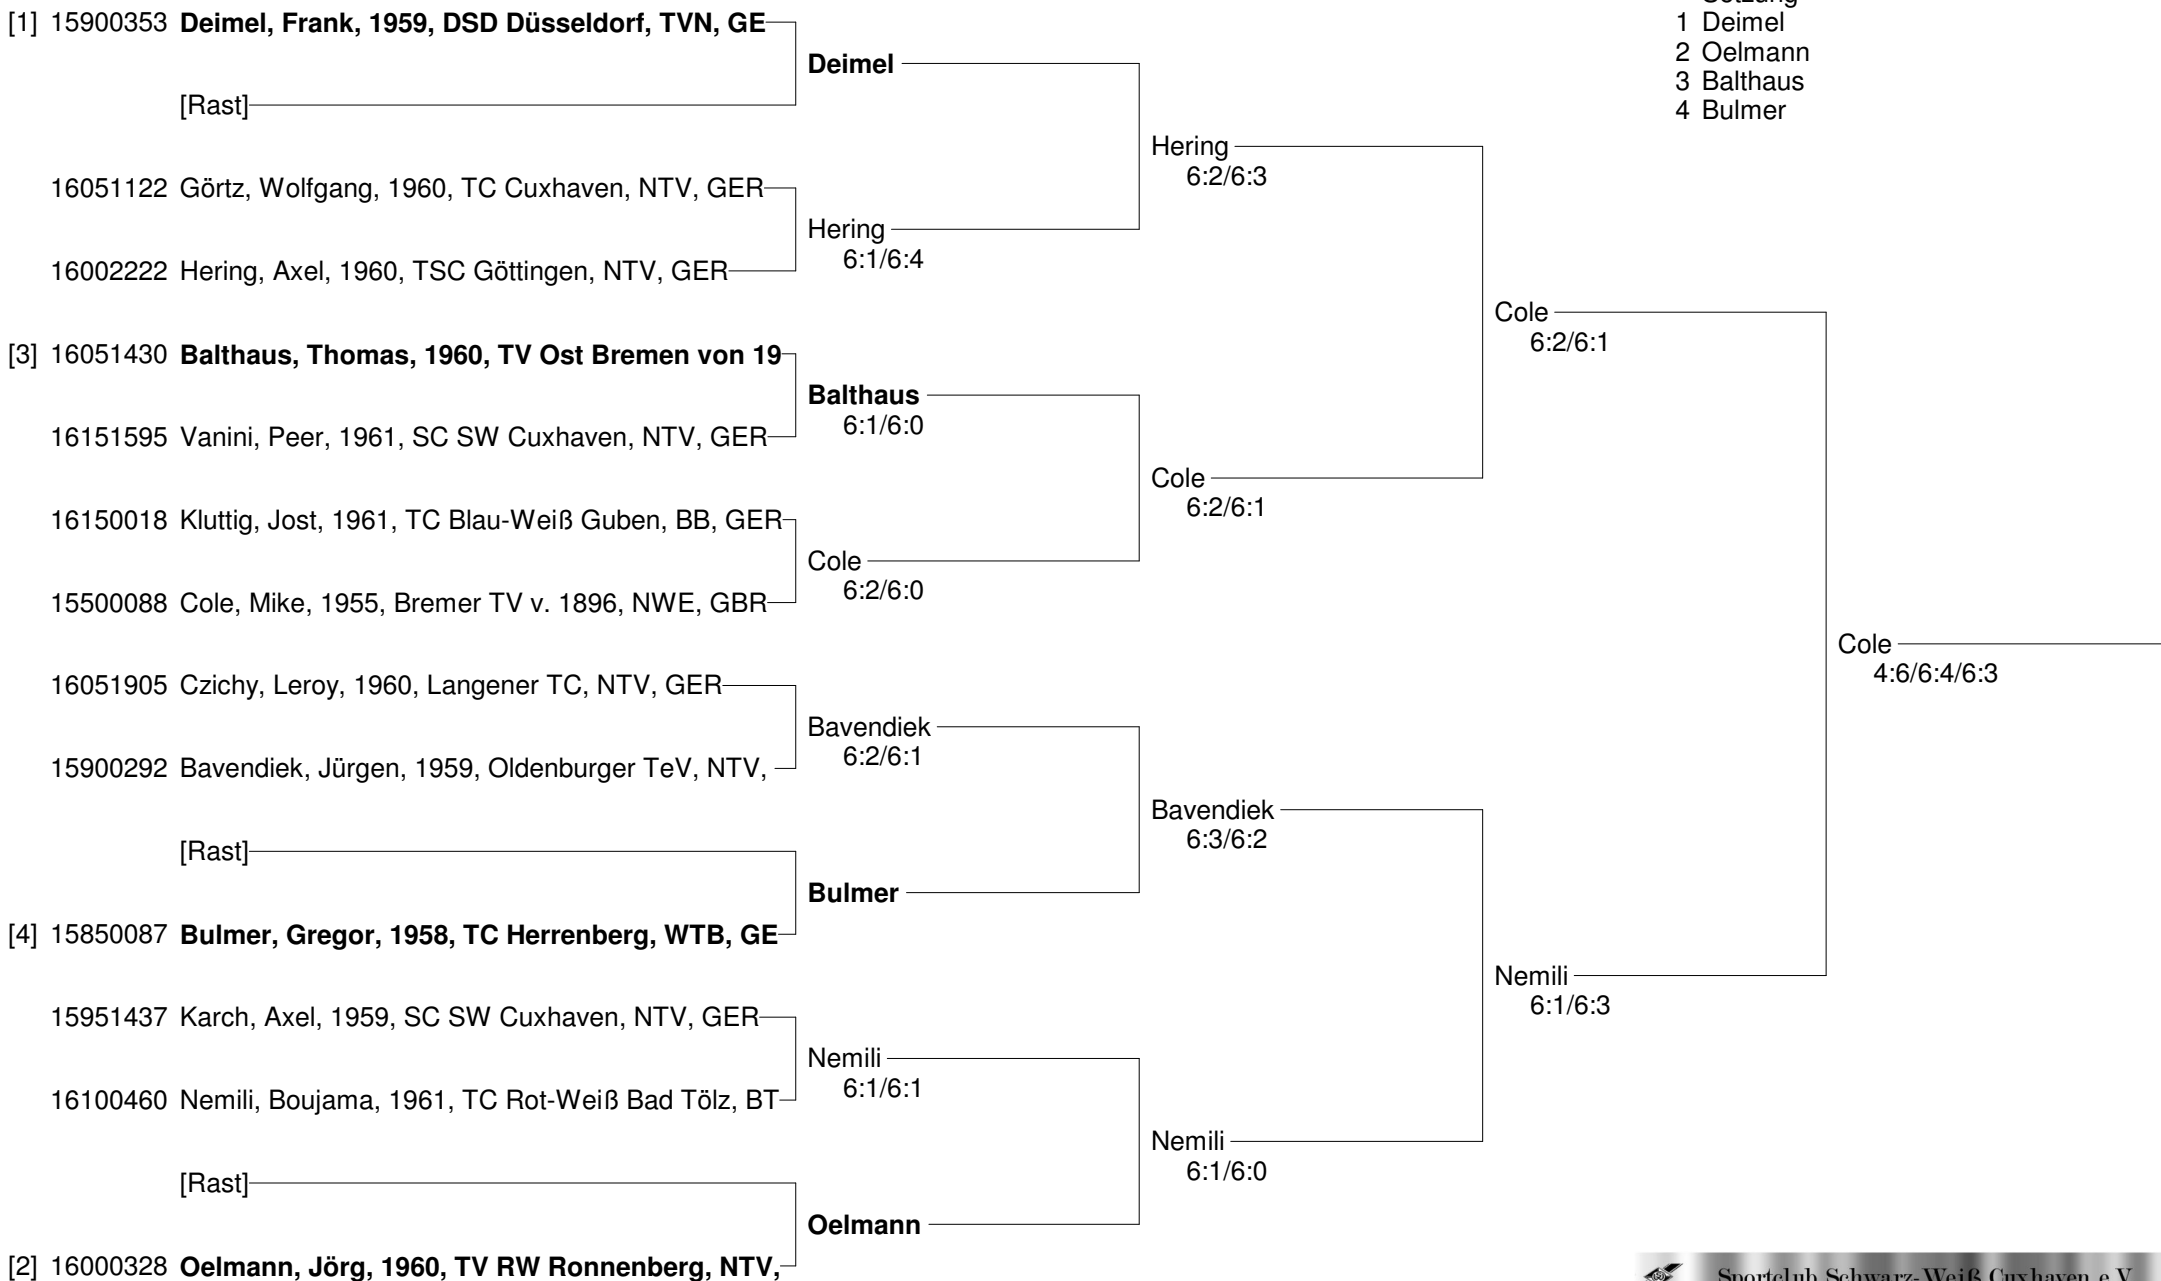 Setzung
1 Deimel
2 Oelmann
3 Balthaus
4 Bulmer
[1] 15900353 Deimel, Frank, 1959, DSD Düsseldorf, TVN, GE
Deimel
[Rast]
Hering
6:2/6:3
16051122 Görtz, Wolfgang, 1960, TC Cuxhaven, NTV, GER
Hering
6:1/6:4
16002222 Hering, Axel, 1960, TSC Göttingen, NTV, GER
Cole
6:2/6:1
[3] 16051430 Balthaus, Thomas, 1960, TV Ost Bremen von 19
Balthaus
6:1/6:0
16151595 Vanini, Peer, 1961, SC SW Cuxhaven, NTV, GER
Cole
6:2/6:1
16150018 Kluttig, Jost, 1961, TC Blau-Weiß Guben, BB, GER
Cole
6:2/6:0
15500088 Cole, Mike, 1955, Bremer TV v. 1896, NWE, GBR
Cole
4:6/6:4/6:3
16051905 Czichy, Leroy, 1960, Langener TC, NTV, GER
Bavendiek
6:2/6:1
15900292 Bavendiek, Jürgen, 1959, Oldenburger TeV, NTV,
Bavendiek
6:3/6:2
[Rast]
Bulmer
[4] 15850087 Bulmer, Gregor, 1958, TC Herrenberg, WTB, GE
Nemili
6:1/6:3
15951437 Karch, Axel, 1959, SC SW Cuxhaven, NTV, GER
Nemili
6:1/6:1
16100460 Nemili, Boujama, 1961, TC Rot-Weiß Bad Tölz, BT
Nemili
6:1/6:0
[Rast]
Oelmann
[2] 16000328 Oelmann, Jörg, 1960, TV RW Ronnenberg, NTV,
Sportclub Schwarz-Weiß Cuxhaven e.V.